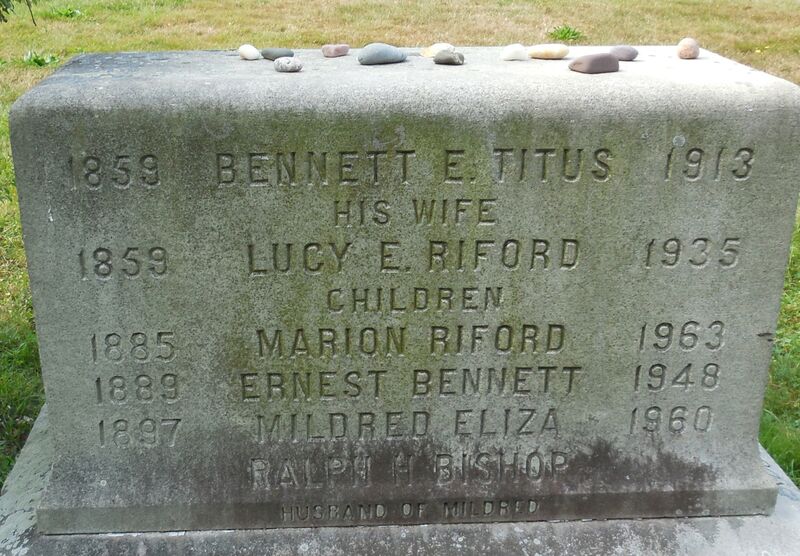 1859 BENNETT E. TITUS 1913
HIS WIFE
1859 LUCY E. RIFORD 1935
CHILDREN
1885 MARION RIFORD 1963
1889 ERNEST BENNETT 1948
1897 MILDRED ELIZA 1960
RALPH H. BISHOP
HUSBAND OF MILDRED